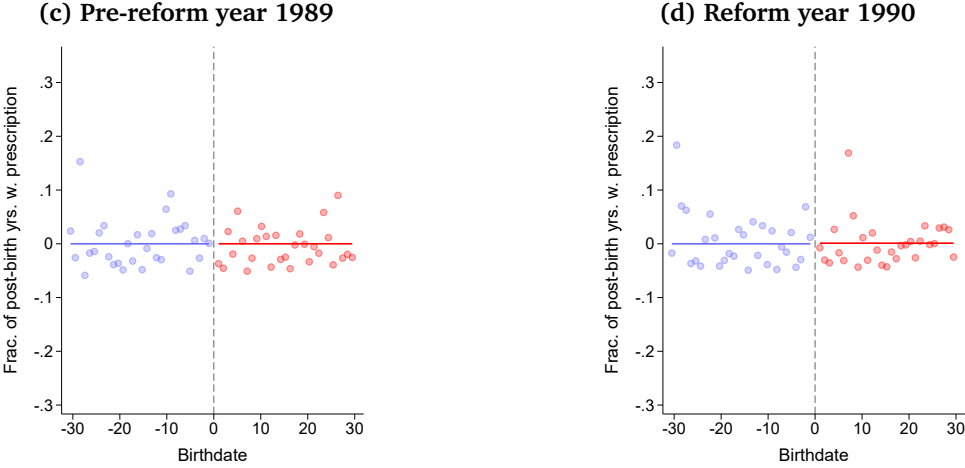 (c) Pre-reform year 1989
Frac. of post-birth yrs. w. prescription
.3
.2
.1
0
-.1
-.2
-.3
-30 -20 -10 0 10 20 30
Birthdate
(d) Reform year 1990
Frac. of post-birth yrs. w. prescription
.3
.2
.1
0
-.1
-.2
-.3
-30 -20 -10 0 10 20 30
Birthdate